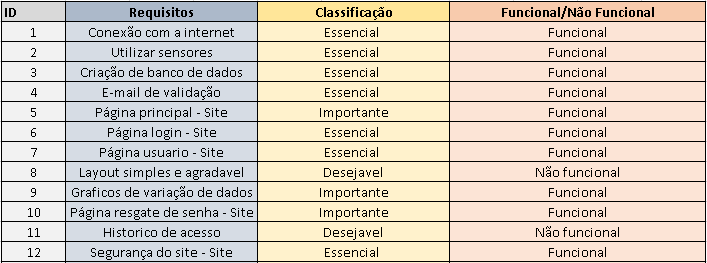 ID Requisitos Classificação Funcional/Não Funcional
1 Conexão com a internet Essencial Funcional
2 Utilizar sensores Essencial Funcional
3 Criação de banco de dados Essencial Funcional
4 E-mail de validação Essencial Funcional
5 Página principal - Site Importante Funcional
6 Página login - Site Essencial Funcional
7 Página usuario - Site Essencial Funcional
8 Layout simples e agradavel Desejavel Não funcional
9 Graficos de variação de dados Importante Funcional
10 Página resgate de senha - Site Importante Funcional
11 Historico de acesso Desejavel Não funcional
12 Segurança do site - Site Essencial Funcional